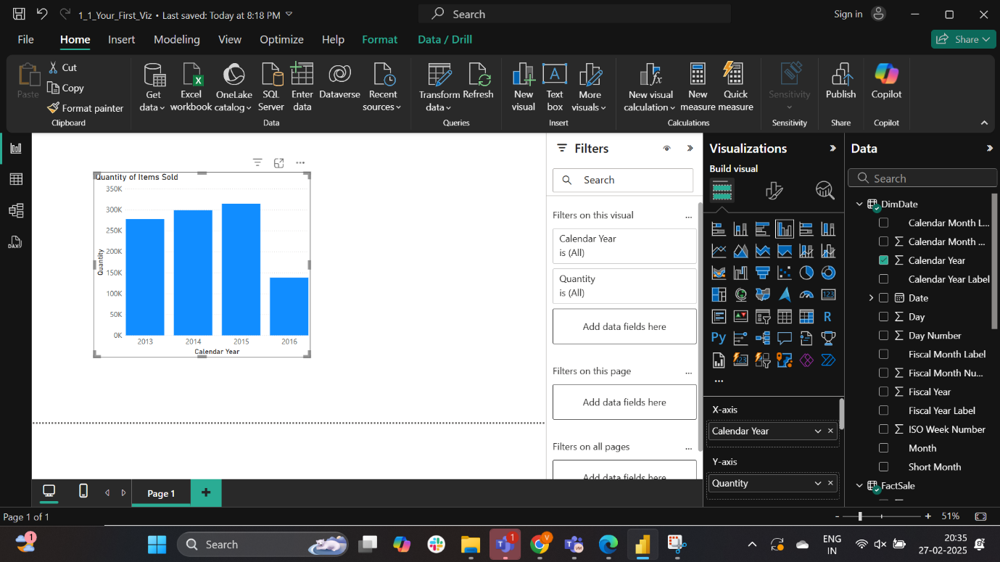 1_1_Your_First_Viz • Last saved: Today at 8:18 PM
Search
Sign in
File Home Insert Modeling View Optimize Help Format Data / Drill
Share
Paste
Cut
Copy
Format painter
Clipboard
Get data
Excel workbook
OneLake catalog
SQL Server
Enter data
Dataverse
Recent sources
Data
Transform data
Refresh
Queries
New visual
Text box
More visuals
Insert
New visual calculation
New measure
Quick measure
Calculations
Sensitivity
Sensitivity
Publish
Share
Copilot
Copilot
DAX
Quantity of Items Sold
350K
300K
250K
200K
150K
100K
50K
0K
Quantity
2013 2014 2015 2016
Calendar Year
Filters
Search
Filters on this visual ...
Calendar Year
is (All)
Quantity
is (All)
Add data fields here
Filters on this page ...
Add data fields here
Filters on all pages ...
Add data fields here
Visualizations
Build visual
123
R
Py
123
...
X-axis
Calendar Year
Y-axis
Quantity
Data
Search
DimDate
Calendar Month L...
Calendar Month ...
Calendar Year
Calendar Year Label
Date
Day
Day Number
Fiscal Month Label
Fiscal Month Nu...
Fiscal Year
Fiscal Year Label
ISO Week Number
Month
Short Month
FactSale
Page 1
+
Page 1 of 1
- + 51%
1
Search
1
V
ENG
IN
20:35
27-02-2025